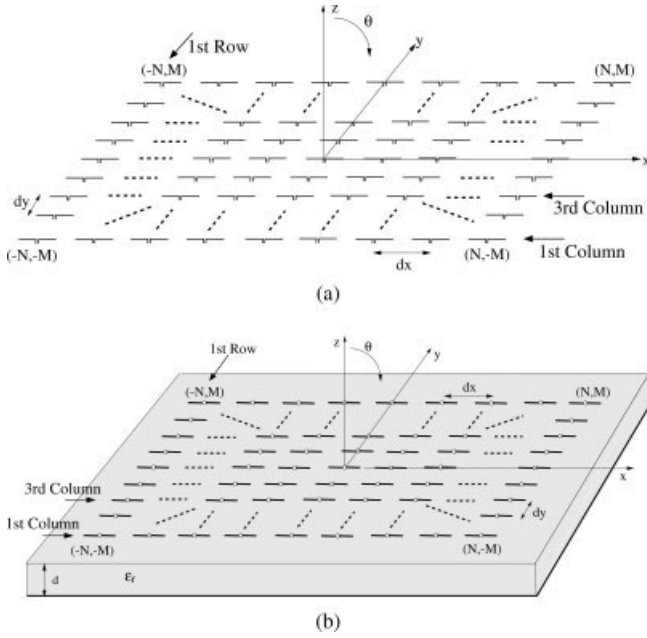 z
θ
1st Row
y
(-N,M)
(N,M)
x
dy
3rd Column
1st Column
(-N,-M)
dx
(N,-M)
(a)
1st Row
z
θ
y
(-N,M)
dx
(N,M)
x
3rd Column
dy
1st Column
(-N,-M)
(N,-M)
d
εr
(b)